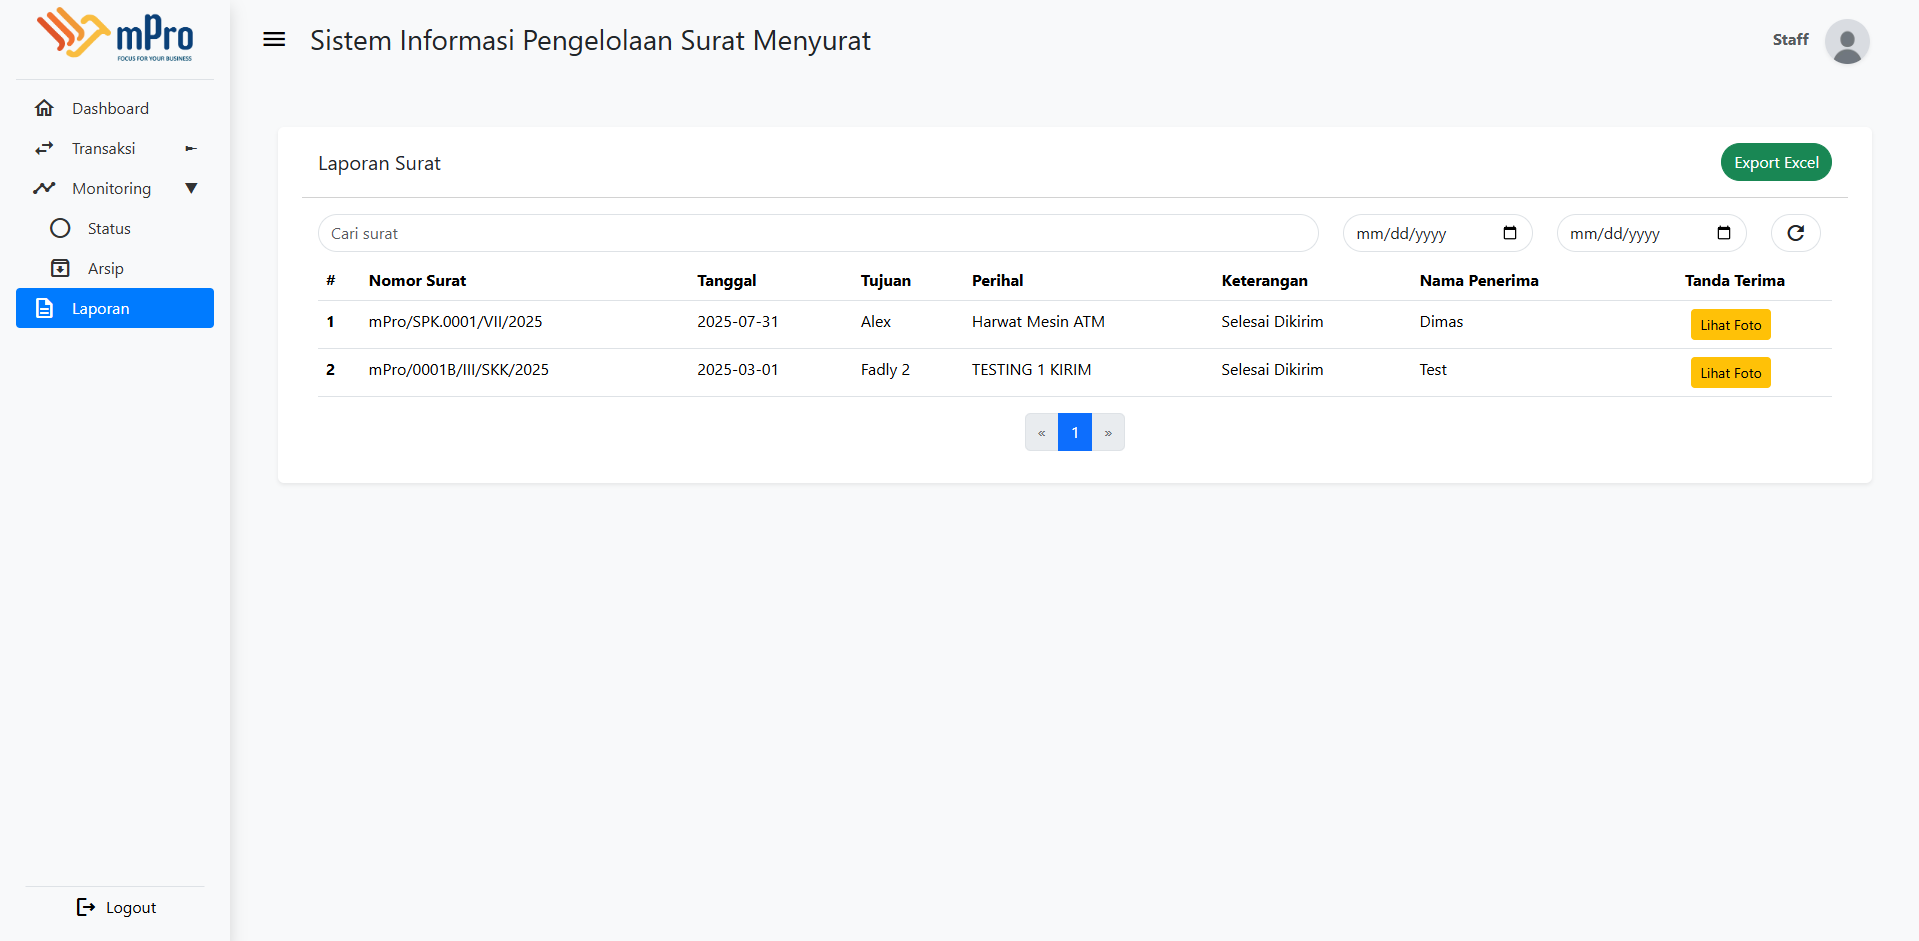 mPro
FOCUS FOR YOUR BUSINESS
Dashboard
Transaksi
Monitoring
Status
Arsip
Laporan
Logout
Sistem Informasi Pengelolaan Surat Menyurat
Staff
Laporan Surat
Export Excel
Cari surat
mm/dd/yyyy
mm/dd/yyyy
# Nomor Surat Tanggal Tujuan Perihal Keterangan Nama Penerima Tanda Terima
1 mPro/SPK.0001/VII/2025 2025-07-31 Alex Harwat Mesin ATM Selesai Dikirim Dimas Lihat Foto
2 mPro/0001B/III/SKK/2025 2025-03-01 Fadly 2 TESTING 1 KIRIM Selesai Dikirim Test Lihat Foto
« 1 »